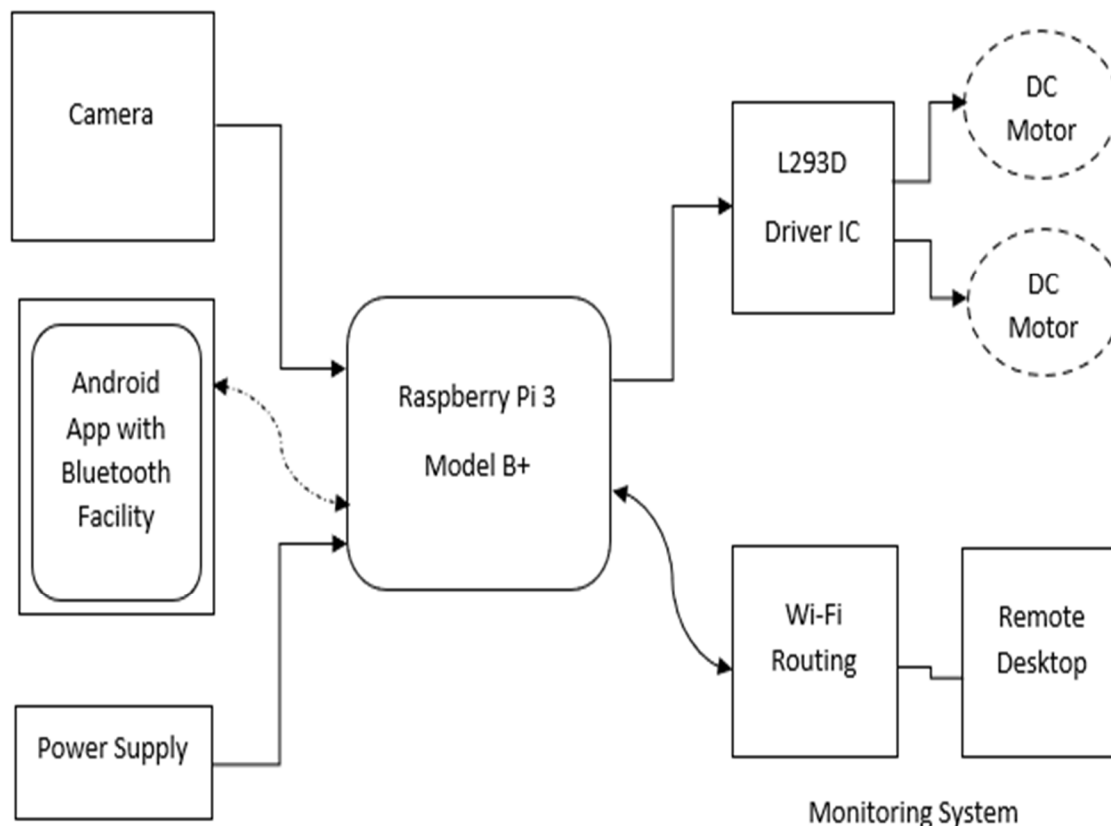 Camera
Android
App with
Bluetooth
Facility
Power Supply
Raspberry Pi 3
Model B+
L293D
Driver IC
DC
Motor
DC
Motor
Wi-Fi
Routing
Remote
Desktop
Monitoring System